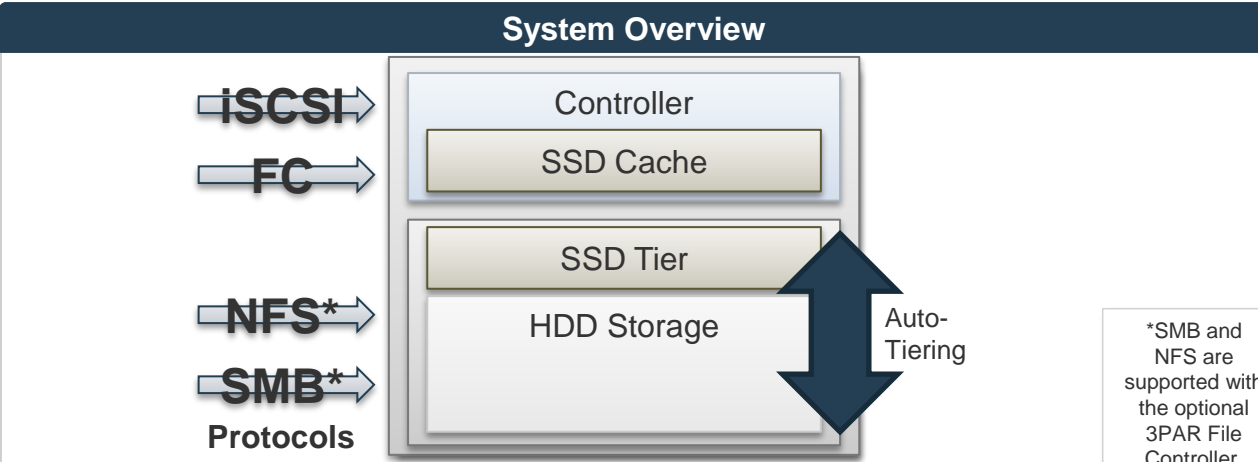 System Overview
iSCSI
Controller
SSD Cache
FC
SSD Tier
NFS*
HDD Storage
Auto-
Tiering
SMB*
Protocols
*SMB and
NFS are
supported with
the optional
3PAR File
Controller